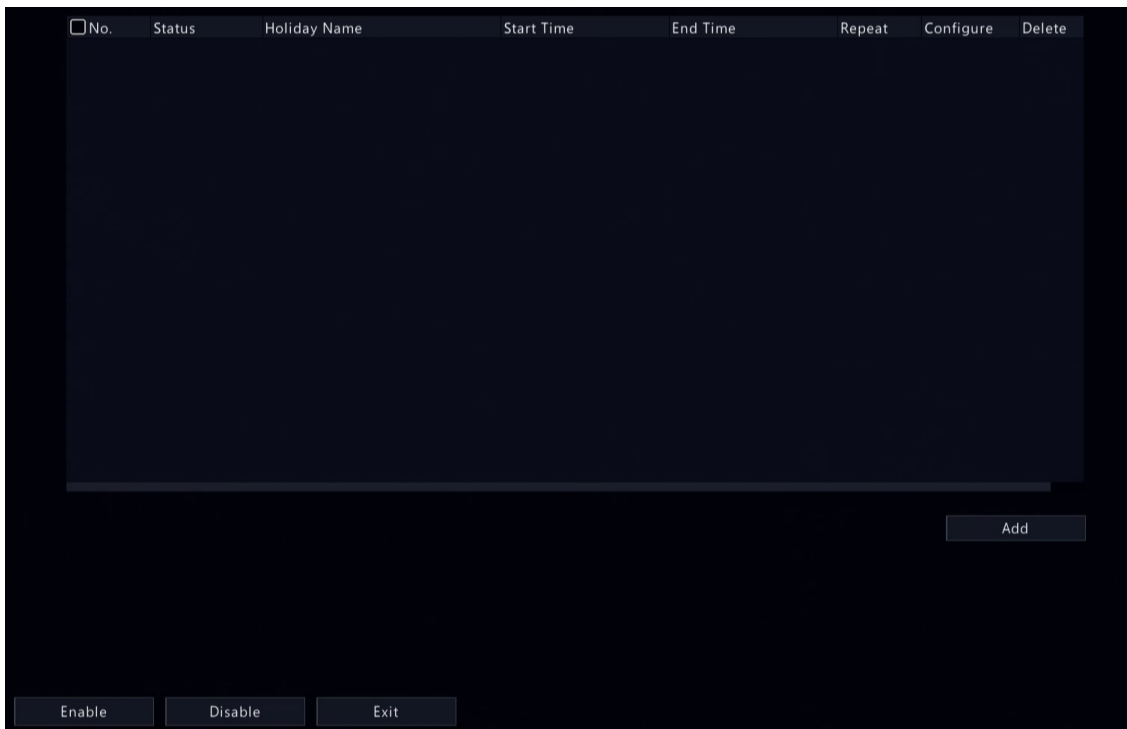 No. Status Holiday Name Start Time End Time Repeat Configure Delete
Add
Enable Disable Exit